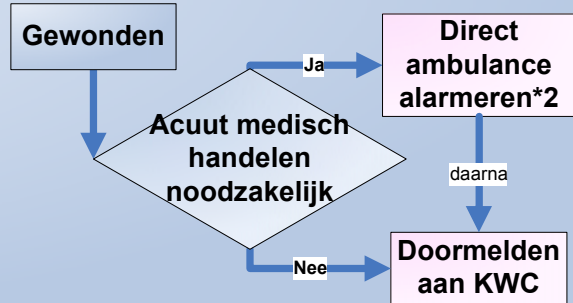 Gewonden
Ja
Direct
ambulance
alarmeren*2
Acuut medisch
handelen
noodzakelijk
daarna
Nee
Doormelden
aan KWC